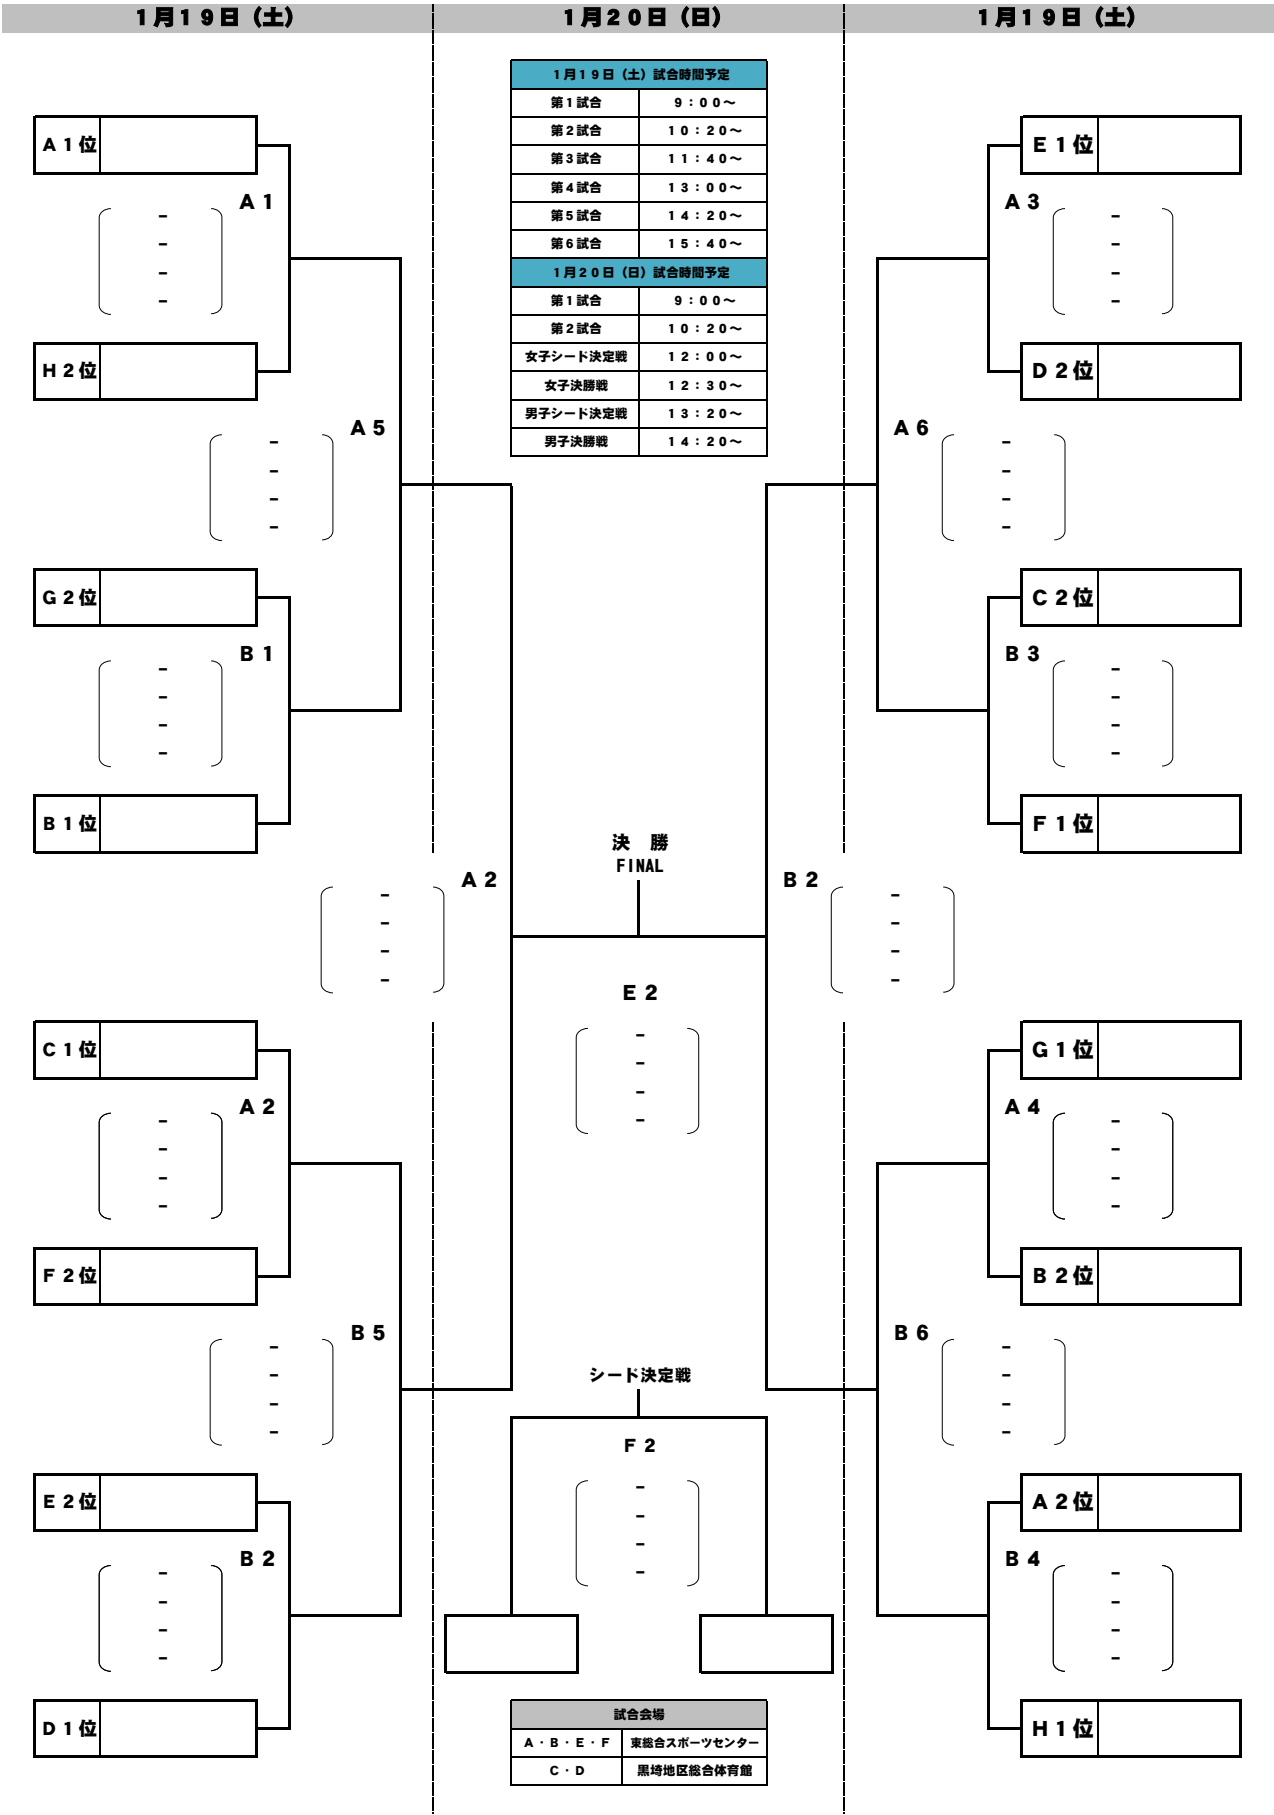 1月19日（土）
1月20日（日）
1月19日（土）
1月19日（土）試合時間予定
第1試合 9：00～
第2試合 10：20～
第3試合 11：40～
第4試合 13：00～
第5試合 14：20～
第6試合 15：40～
1月20日（日）試合時間予定
第1試合 9：00～
第2試合 10：20～
女子シード決定戦 12：00～
女子決勝戦 12：30～
男子シード決定戦 13：20～
男子決勝戦 14：20～
A1位
A1
-
-
-
-
H2位
A5
-
-
-
-
G2位
B1
-
-
-
-
B1位
A2
-
-
-
-
C1位
A2
-
-
-
-
F2位
B5
-
-
-
-
E2位
B2
-
-
-
-
D1位
決　勝
FINAL
E2
-
-
-
-
シード決定戦
F2
-
-
-
-
E1位
A3
-
-
-
-
D2位
A6
-
-
-
-
C2位
B3
-
-
-
-
F1位
B2
-
-
-
-
G1位
A4
-
-
-
-
B2位
B6
-
-
-
-
A2位
B4
-
-
-
-
H1位
試合会場
A・B・E・F 東総合スポーツセンター
C・D 黒埼地区総合体育館